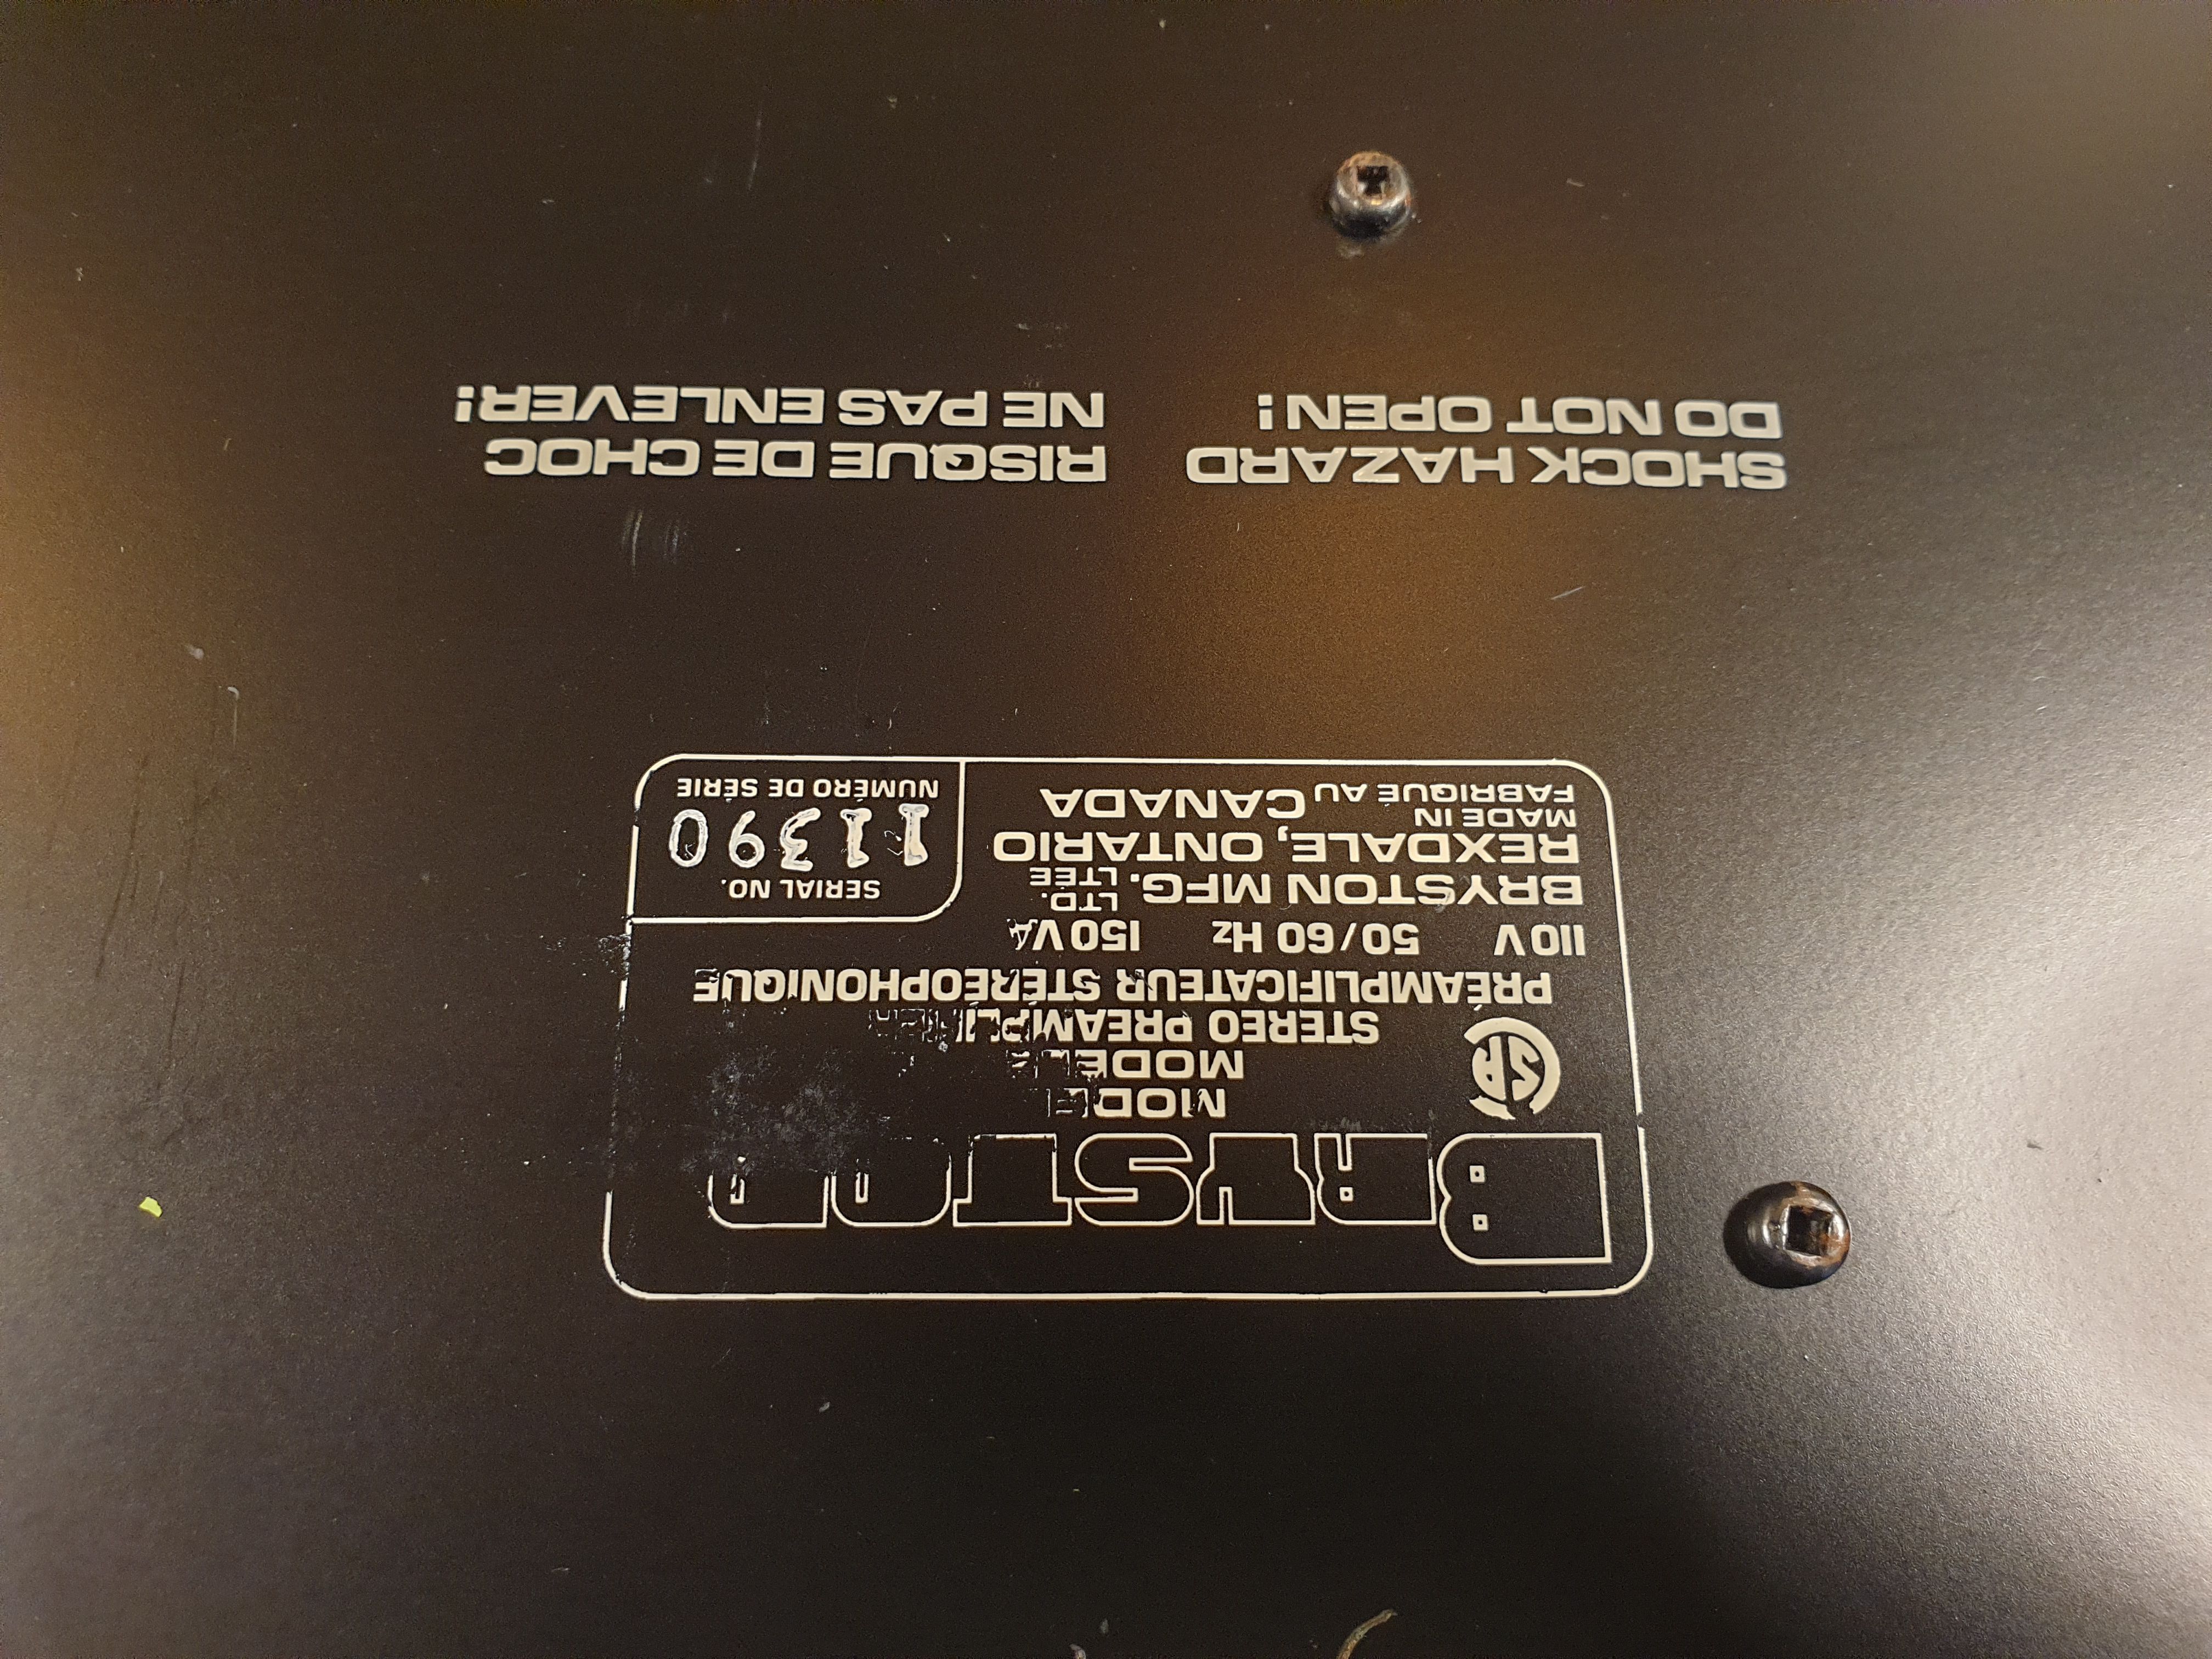 BRYSTON
MODEL
MODEL
STEREO PREAMPLIFIER
PRÉAMPLIFICATEUR STÉRÉOPHONIQUE
110 V 50/60 Hz 150 VA
BRYSTON MFG. LTD. LTÉE
REXDALE, ONTARIO
MADE IN
FABRIQUÉ AU CANADA
SERIAL NO.
11390
NUMÉRO DE SÉRIE
SHOCK HAZARD
DO NOT OPEN!
RISQUE DE CHOC
NE PAS ENLEVER!